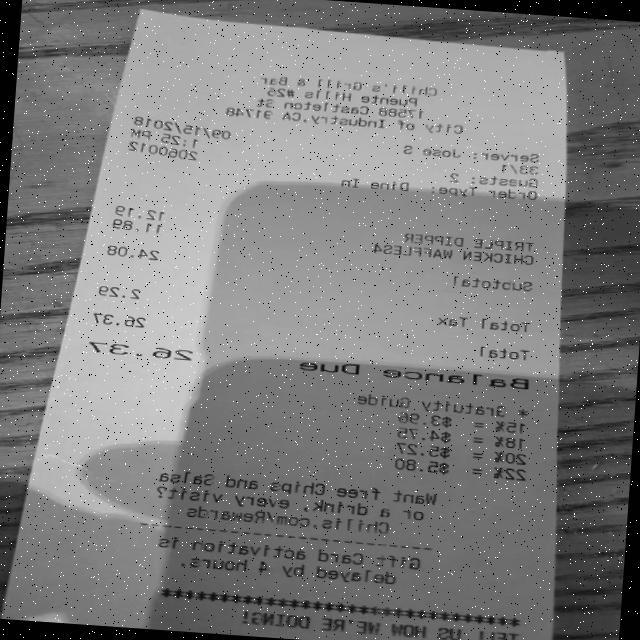 Chili's Grill & Bar
Puente Hills #25
17588 Castleton St
City of Industry, CA 91748
Server: Jose S 09/15/2018
33/1 1:25 PM
Guests: 2 2060012
Order Type: Dine In
TRIPLE DIPPER 12.19
CHICKEN WAFFLES4 11.89
Subtotal 24.08
Total Tax 2.29
Total 26.37
Balance Due 26.37
* Gratuity Guide
15% = $3.96
18% = $4.75
20% = $5.27
22% = $5.80
Want free Chips and Salsa
or a drink, every visit?
Chilis.com/Rewards
--------------------------------
Gift Card activation is
delayed by 4 hours.
****************************************
TELL US HOW WE'RE DOING!